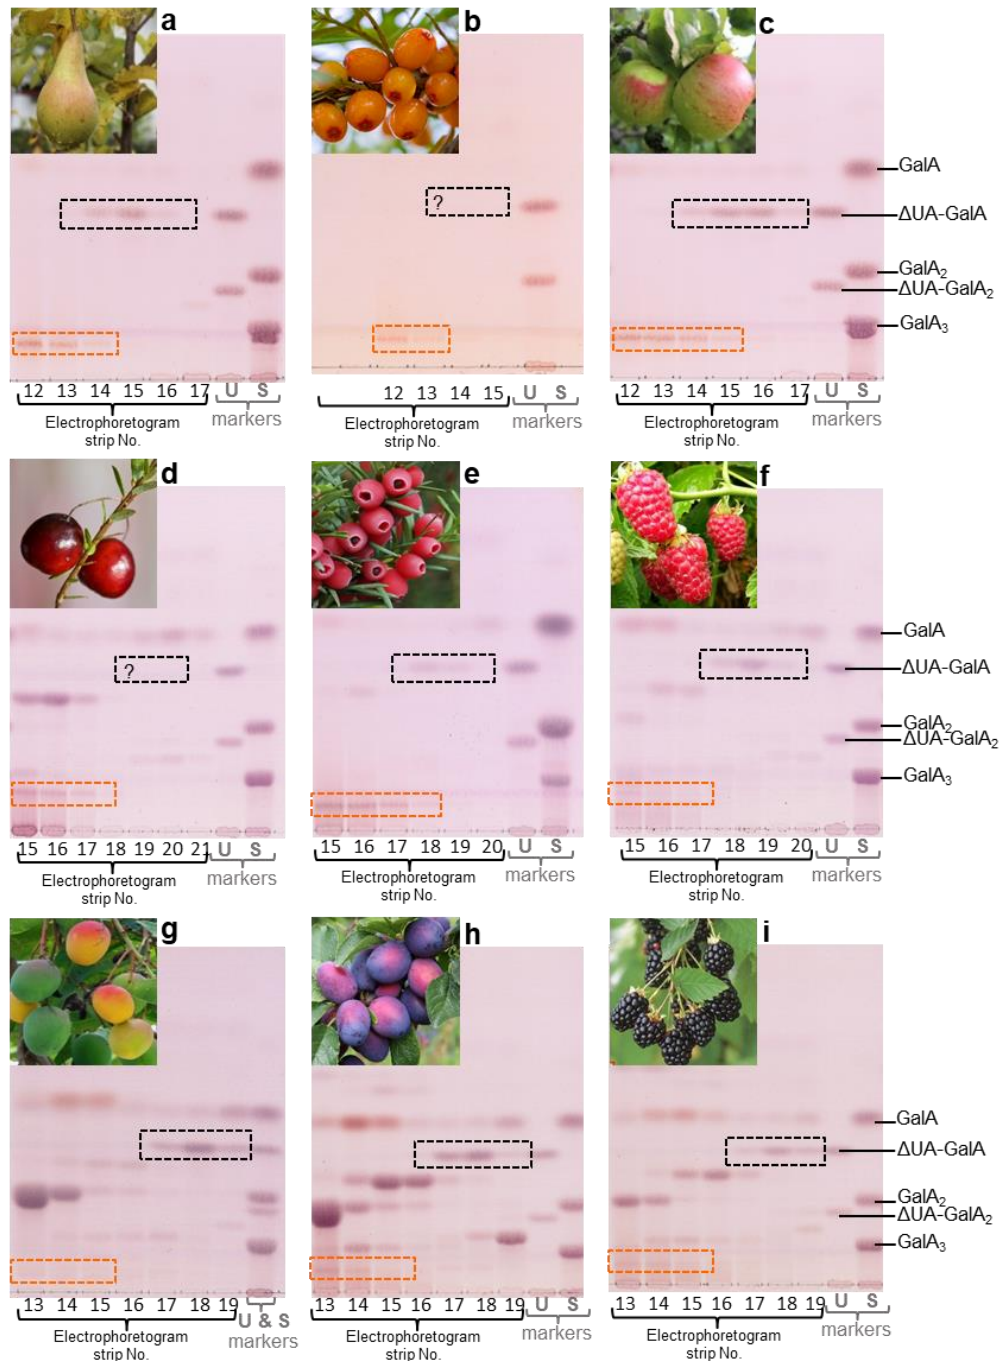 a
b
c
GalA
ΔUA-GalA
?
GalA2
ΔUA-GalA2
GalA3
12 13 14 15 16 17 U S
12 13 14 15 U S
12 13 14 15 16 17 U S
Electrophoretogram
strip No.
markers
Electrophoretogram
strip No.
markers
Electrophoretogram
strip No.
markers
d
e
f
GalA
ΔUA-GalA
?
GalA2
ΔUA-GalA2
GalA3
15 16 17 18 19 20 21 U S
15 16 17 18 19 20 U S
15 16 17 18 19 20 U S
Electrophoretogram
strip No.
markers
Electrophoretogram
strip No.
markers
Electrophoretogram
strip No.
markers
g
h
i
GalA
ΔUA-GalA
GalA2
ΔUA-GalA2
GalA3
13 14 15 16 17 18 19 U & S
13 14 15 16 17 18 19 U S
13 14 15 16 17 18 19 U S
Electrophoretogram
strip No.
markers
Electrophoretogram
strip No.
markers
Electrophoretogram
strip No.
markers